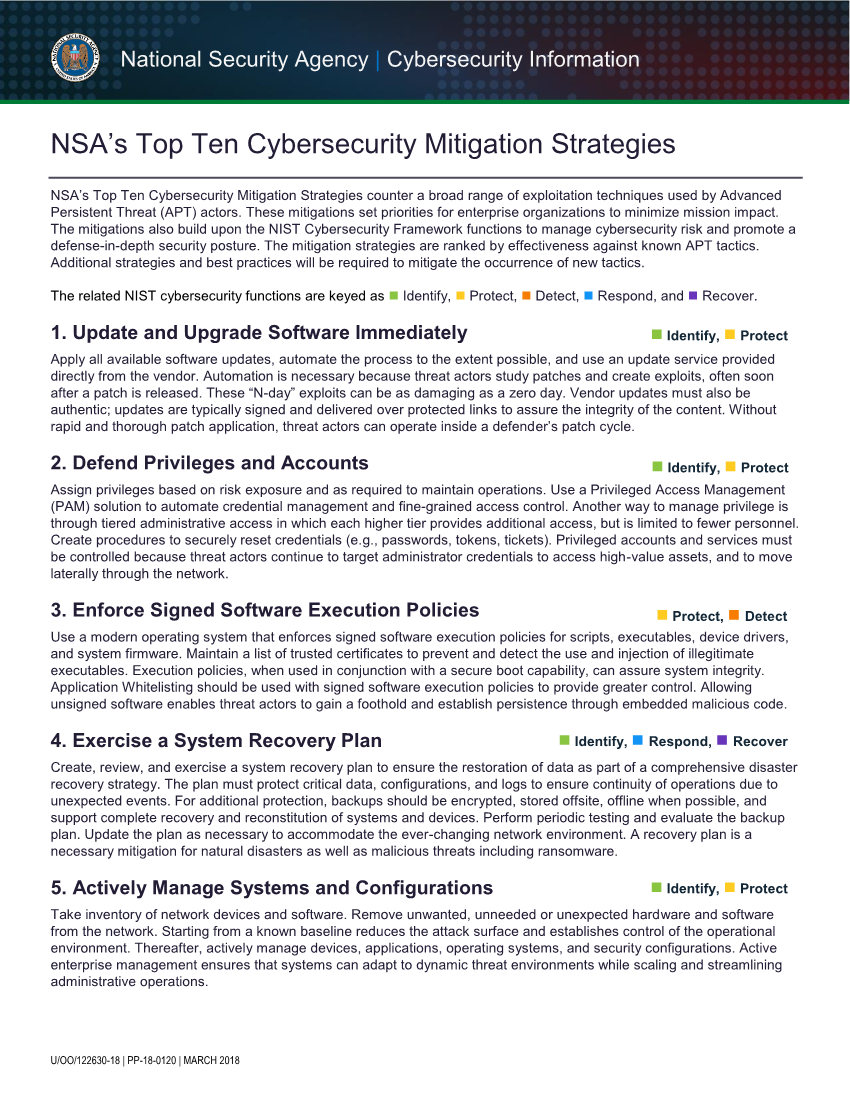 National Security Agency | Cybersecurity Information
NSA’s Top Ten Cybersecurity Mitigation Strategies
NSA’s Top Ten Cybersecurity Mitigation Strategies counter a broad range of exploitation techniques used by Advanced
Persistent Threat (APT) actors. These mitigations set priorities for enterprise organizations to minimize mission impact.
The mitigations also build upon the NIST Cybersecurity Framework functions to manage cybersecurity risk and promote a
defense-in-depth security posture. The mitigation strategies are ranked by effectiveness against known APT tactics.
Additional strategies and best practices will be required to mitigate the occurrence of new tactics.
The related NIST cybersecurity functions are keyed as ■ Identify, ■ Protect, ■ Detect, ■ Respond, and ■ Recover.
1. Update and Upgrade Software Immediately ■ Identify, ■ Protect
Apply all available software updates, automate the process to the extent possible, and use an update service provided
directly from the vendor. Automation is necessary because threat actors study patches and create exploits, often soon
after a patch is released. These “N-day” exploits can be as damaging as a zero day. Vendor updates must also be
authentic; updates are typically signed and delivered over protected links to assure the integrity of the content. Without
rapid and thorough patch application, threat actors can operate inside a defender’s patch cycle.
2. Defend Privileges and Accounts ■ Identify, ■ Protect
Assign privileges based on risk exposure and as required to maintain operations. Use a Privileged Access Management
(PAM) solution to automate credential management and fine-grained access control. Another way to manage privilege is
through tiered administrative access in which each higher tier provides additional access, but is limited to fewer personnel.
Create procedures to securely reset credentials (e.g., passwords, tokens, tickets). Privileged accounts and services must
be controlled because threat actors continue to target administrator credentials to access high-value assets, and to move
laterally through the network.
3. Enforce Signed Software Execution Policies ■ Protect, ■ Detect
Use a modern operating system that enforces signed software execution policies for scripts, executables, device drivers,
and system firmware. Maintain a list of trusted certificates to prevent and detect the use and injection of illegitimate
executables. Execution policies, when used in conjunction with a secure boot capability, can assure system integrity.
Application Whitelisting should be used with signed software execution policies to provide greater control. Allowing
unsigned software enables threat actors to gain a foothold and establish persistence through embedded malicious code.
4. Exercise a System Recovery Plan ■ Identify, ■ Respond, ■ Recover
Create, review, and exercise a system recovery plan to ensure the restoration of data as part of a comprehensive disaster
recovery strategy. The plan must protect critical data, configurations, and logs to ensure continuity of operations due to
unexpected events. For additional protection, backups should be encrypted, stored offsite, offline when possible, and
support complete recovery and reconstitution of systems and devices. Perform periodic testing and evaluate the backup
plan. Update the plan as necessary to accommodate the ever-changing network environment. A recovery plan is a
necessary mitigation for natural disasters as well as malicious threats including ransomware.
5. Actively Manage Systems and Configurations ■ Identify, ■ Protect
Take inventory of network devices and software. Remove unwanted, unneeded or unexpected hardware and software
from the network. Starting from a known baseline reduces the attack surface and establishes control of the operational
environment. Thereafter, actively manage devices, applications, operating systems, and security configurations. Active
enterprise management ensures that systems can adapt to dynamic threat environments while scaling and streamlining
administrative operations.
U/OO/122630-18 | PP-18-0120 | MARCH 2018